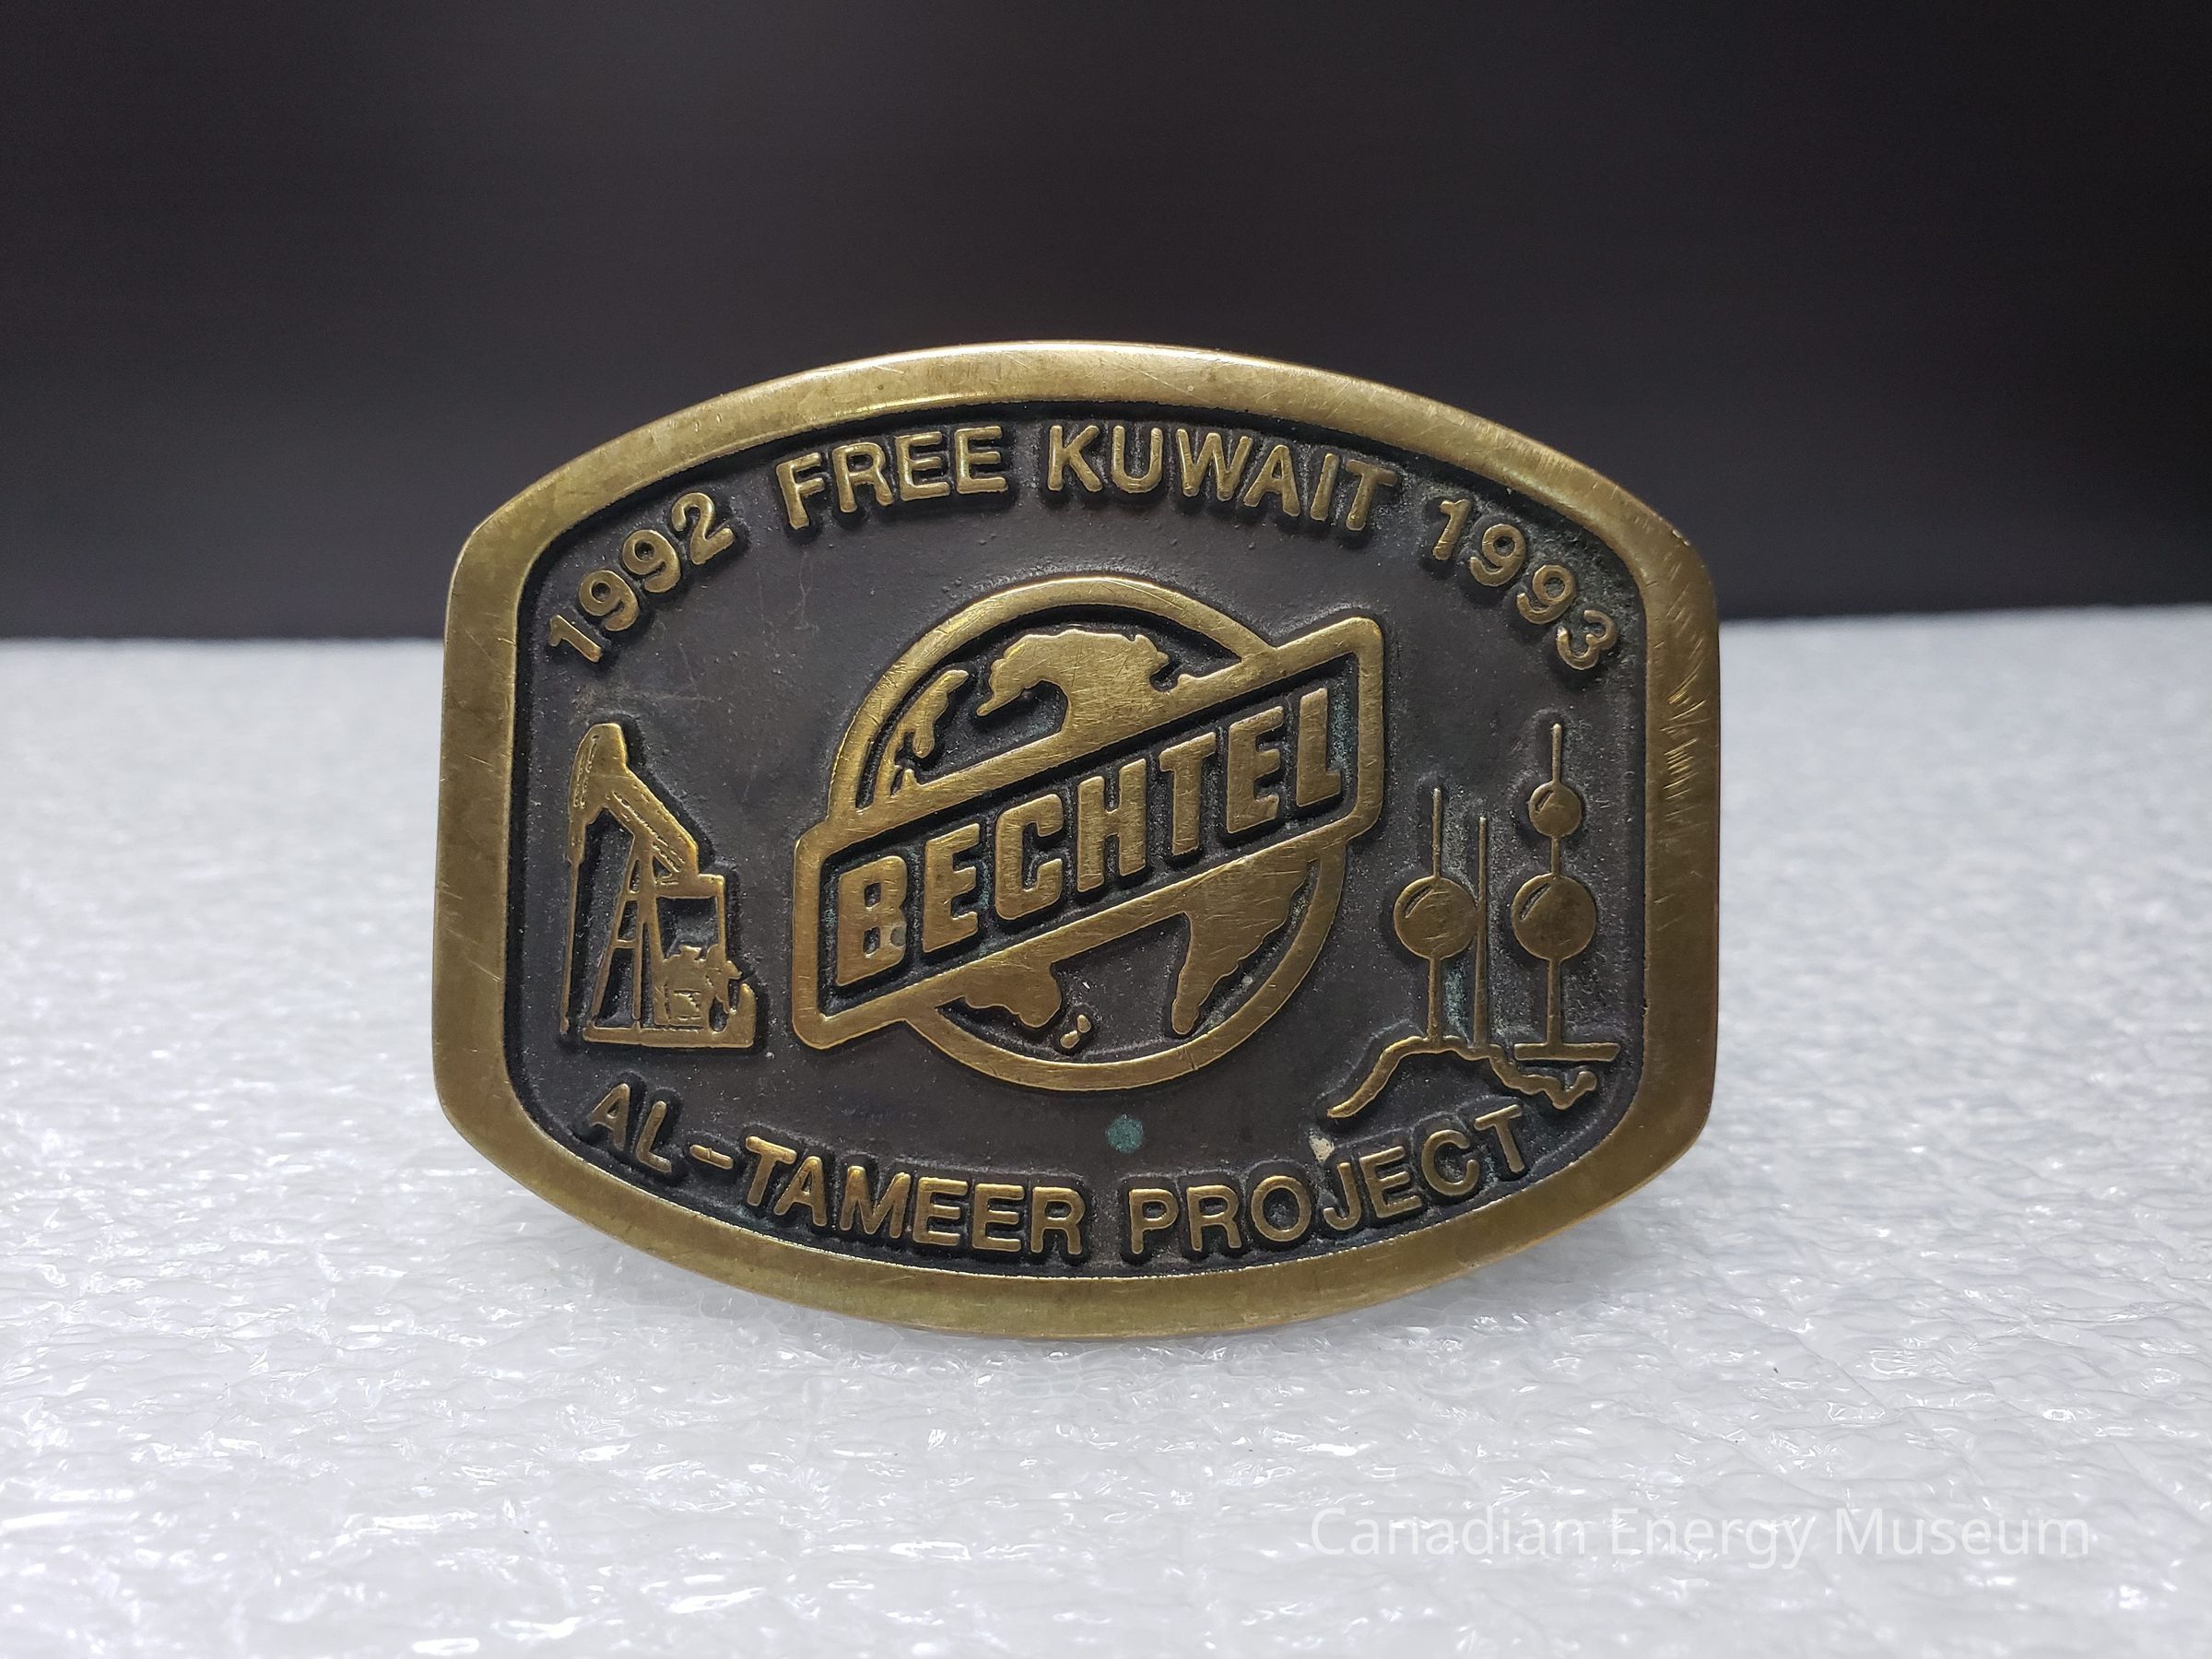 1992 FREE KUWAIT 1993
BECHTEL
AL-TAMEER PROJECT
Canadian Energy Museum